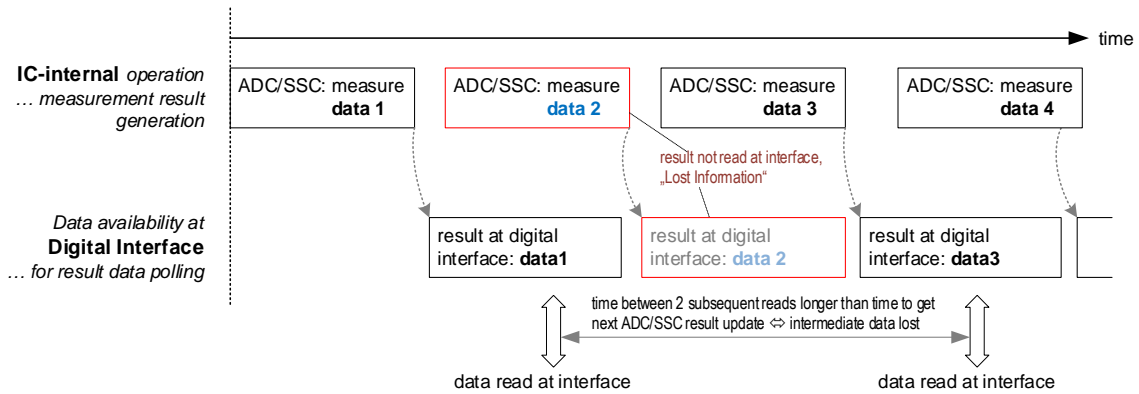 time
IC-internal operation
… measurement result
generation
ADC/SSC: measure
data 1
ADC/SSC: measure
data 2
ADC/SSC: measure
data 3
ADC/SSC: measure
data 4
result not read at interface,
„Lost Information“
Data availability at
Digital Interface
… for result data polling
result at digital
interface: data1
result at digital
interface: data 2
result at digital
interface: data3
time between 2 subsequent reads longer than time to get
next ADC/SSC result update ⇔ intermediate data lost
data read at interface
data read at interface